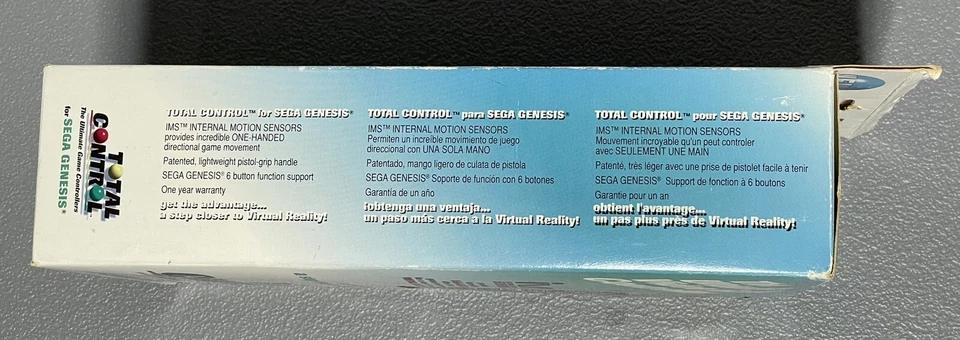 TOTAL CONTROL
The Ultimate Game Controllers
for SEGA GENESIS®
TOTAL CONTROL™ for SEGA GENESIS®
IMS™ INTERNAL MOTION SENSORS
provides incredible ONE-HANDED
directional game movement
Patented, lightweight pistol-grip handle
SEGA GENESIS® 6 button function support
One year warranty
get the advantage...
a step closer to Virtual Reality!
TOTAL CONTROL™ para SEGA GENESIS®
IMS™ INTERNAL MOTION SENSORS
Permiten un increíble movimiento de juego
direccional con UNA SOLA MANO
Patentado, mango ligero de culata de pistola
SEGA GENESIS® Soporte de función con 6 botones
Garantía de un año
¡obtenga una ventaja...
un paso más cerca a la Virtual Reality!
TOTAL CONTROL™ pour SEGA GENESIS®
IMS™ INTERNAL MOTION SENSORS
Mouvement incroyable qu'un peut controler
avec SEULEMENT UNE MAIN
Patenté, très léger avec une prise de pistolet facile à tenir
SEGA GENESIS® Support de fonction à 6 boutons
Garantie pour un an
obtient l'avantage...
un pas plus près de Virtual Reality!